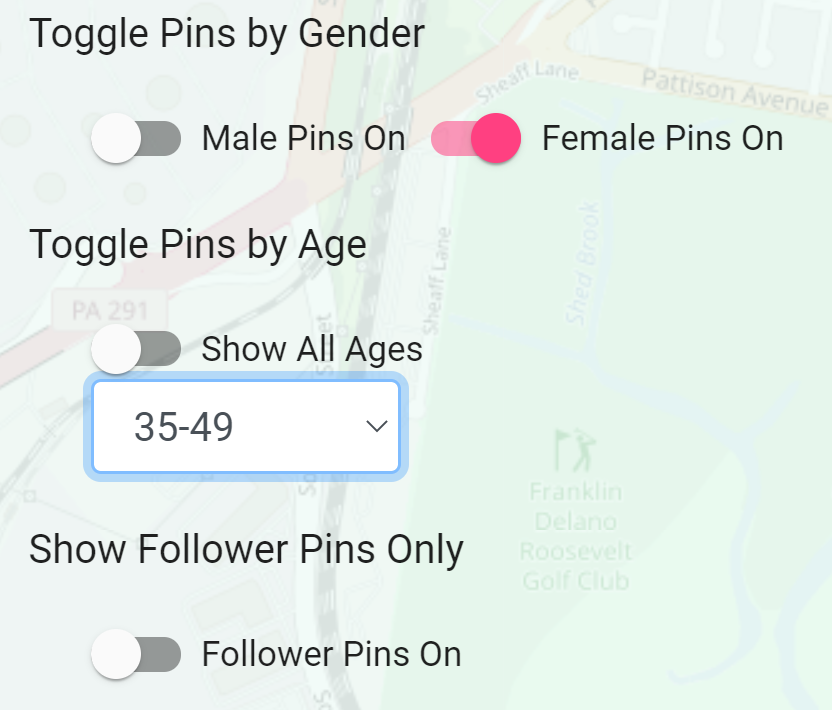 Toggle Pins by Gender
Sheaff Lane
Pattison Avenue
Male Pins On
Female Pins On
Toggle Pins by Age
Shed Brook
Sheaff Lane
PA 291
Show All Ages
35-49
Franklin
Delano
Roosevelt
Golf Club
Show Follower Pins Only
Follower Pins On